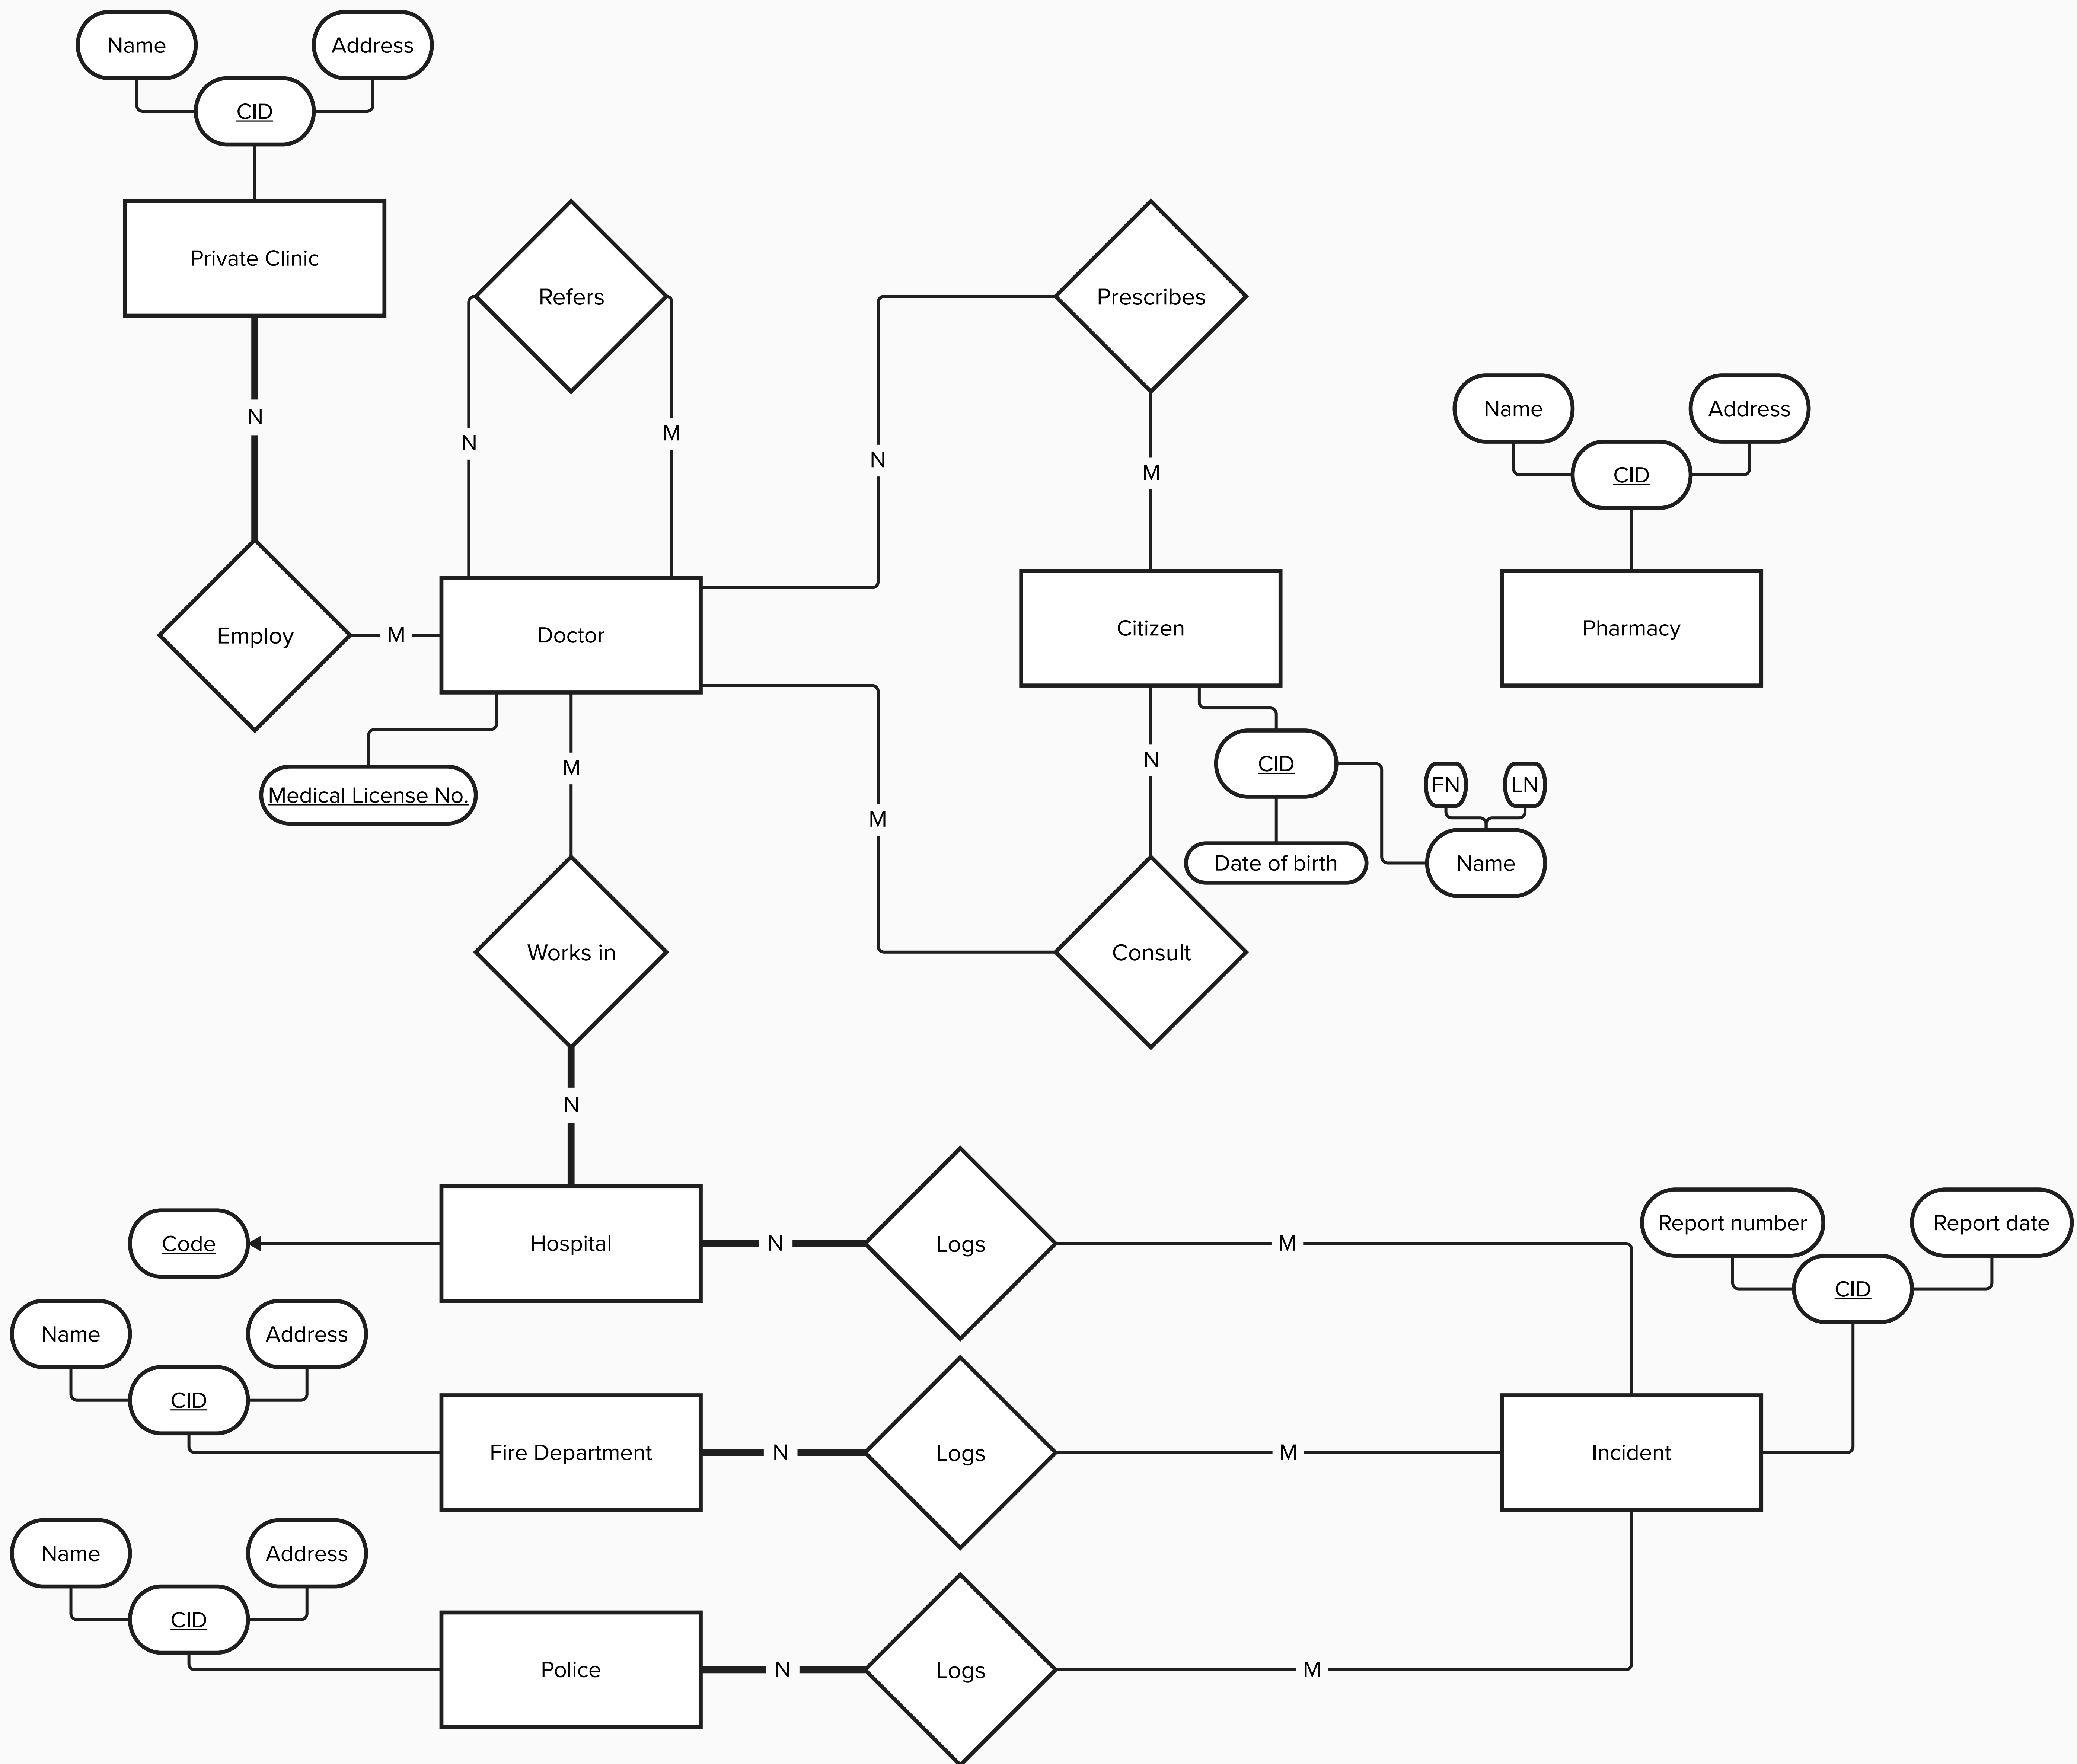 Name
Address
CID
Private Clinic
Refers
Prescribes
N
N
M
N
M
Name
Address
CID
Employ
M
Doctor
Citizen
Pharmacy
Medical License No.
M
M
N
CID
FN
LN
Date of birth
Name
Works in
Consult
N
Code
Hospital
N
Logs
M
Report number
Report date
CID
Name
Address
CID
Fire Department
N
Logs
M
Incident
Name
Address
CID
Police
N
Logs
M